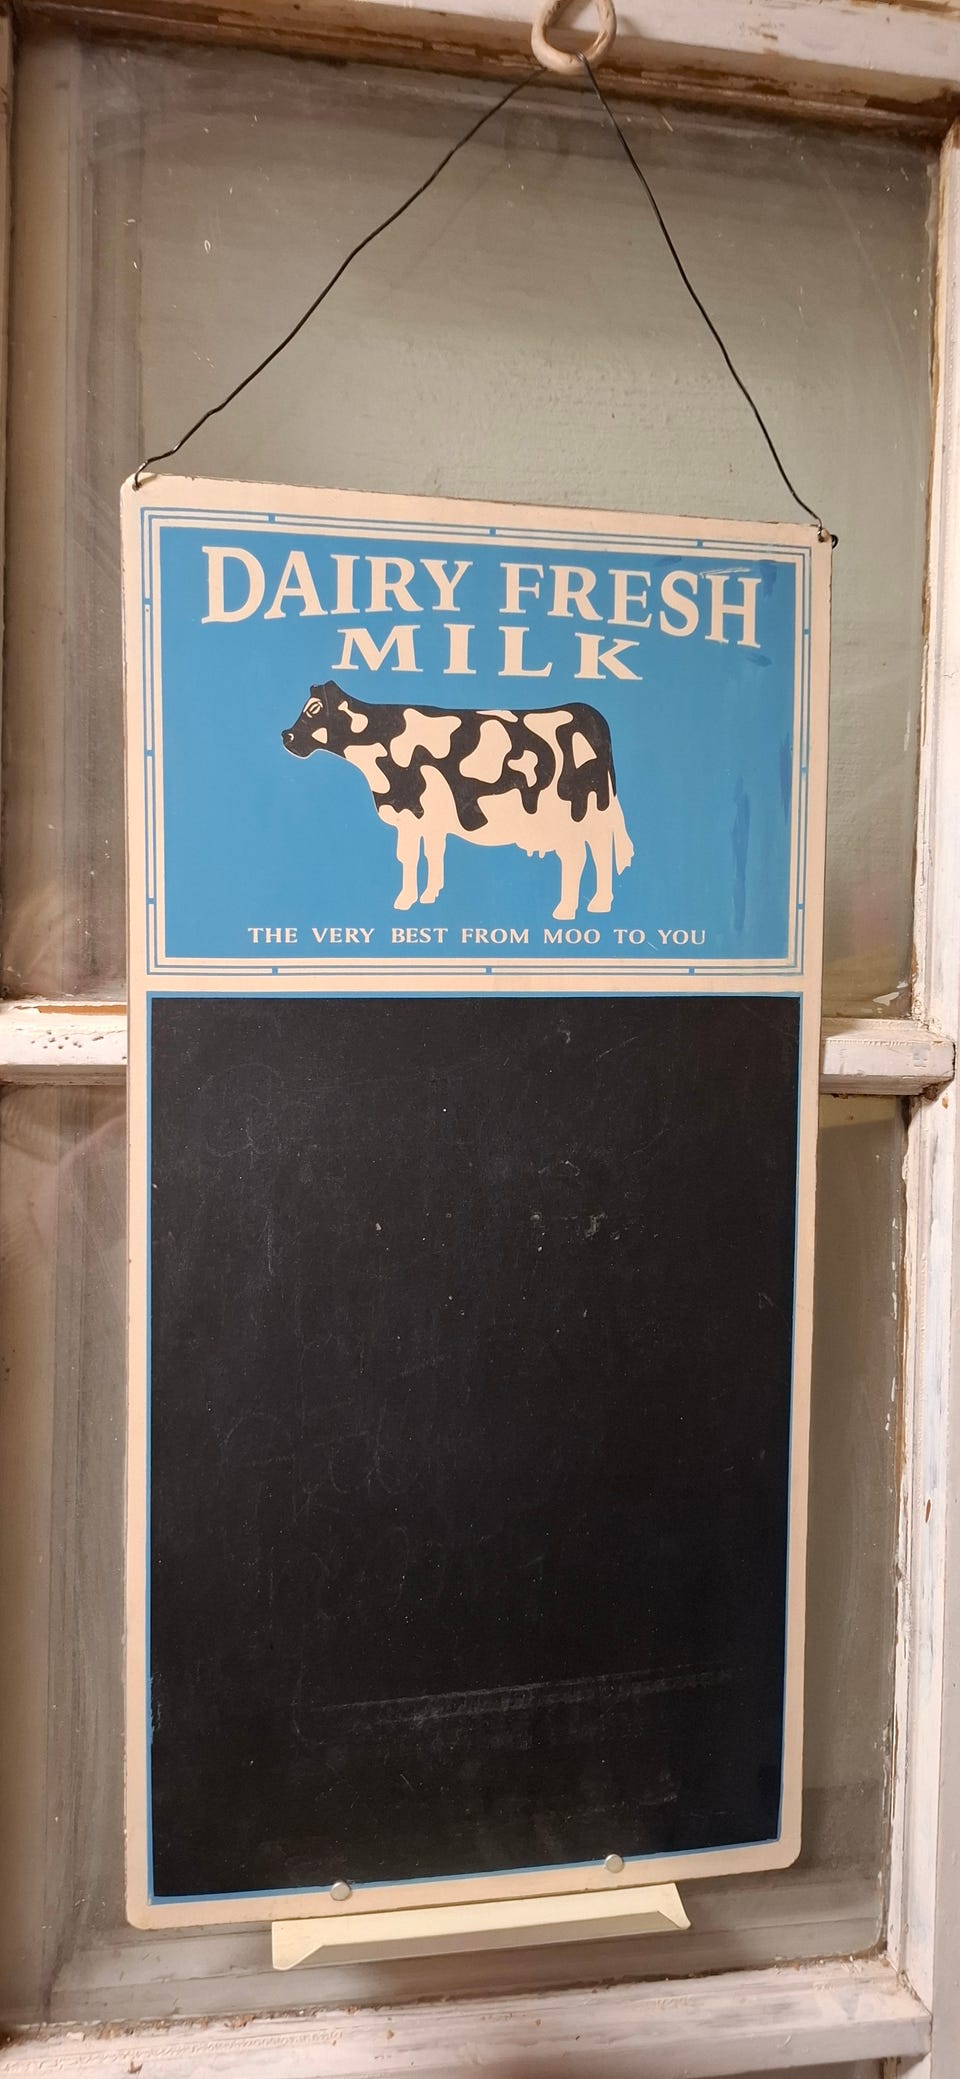 DAIRY FRESH
MILK
THE VERY BEST FROM MOO TO YOU